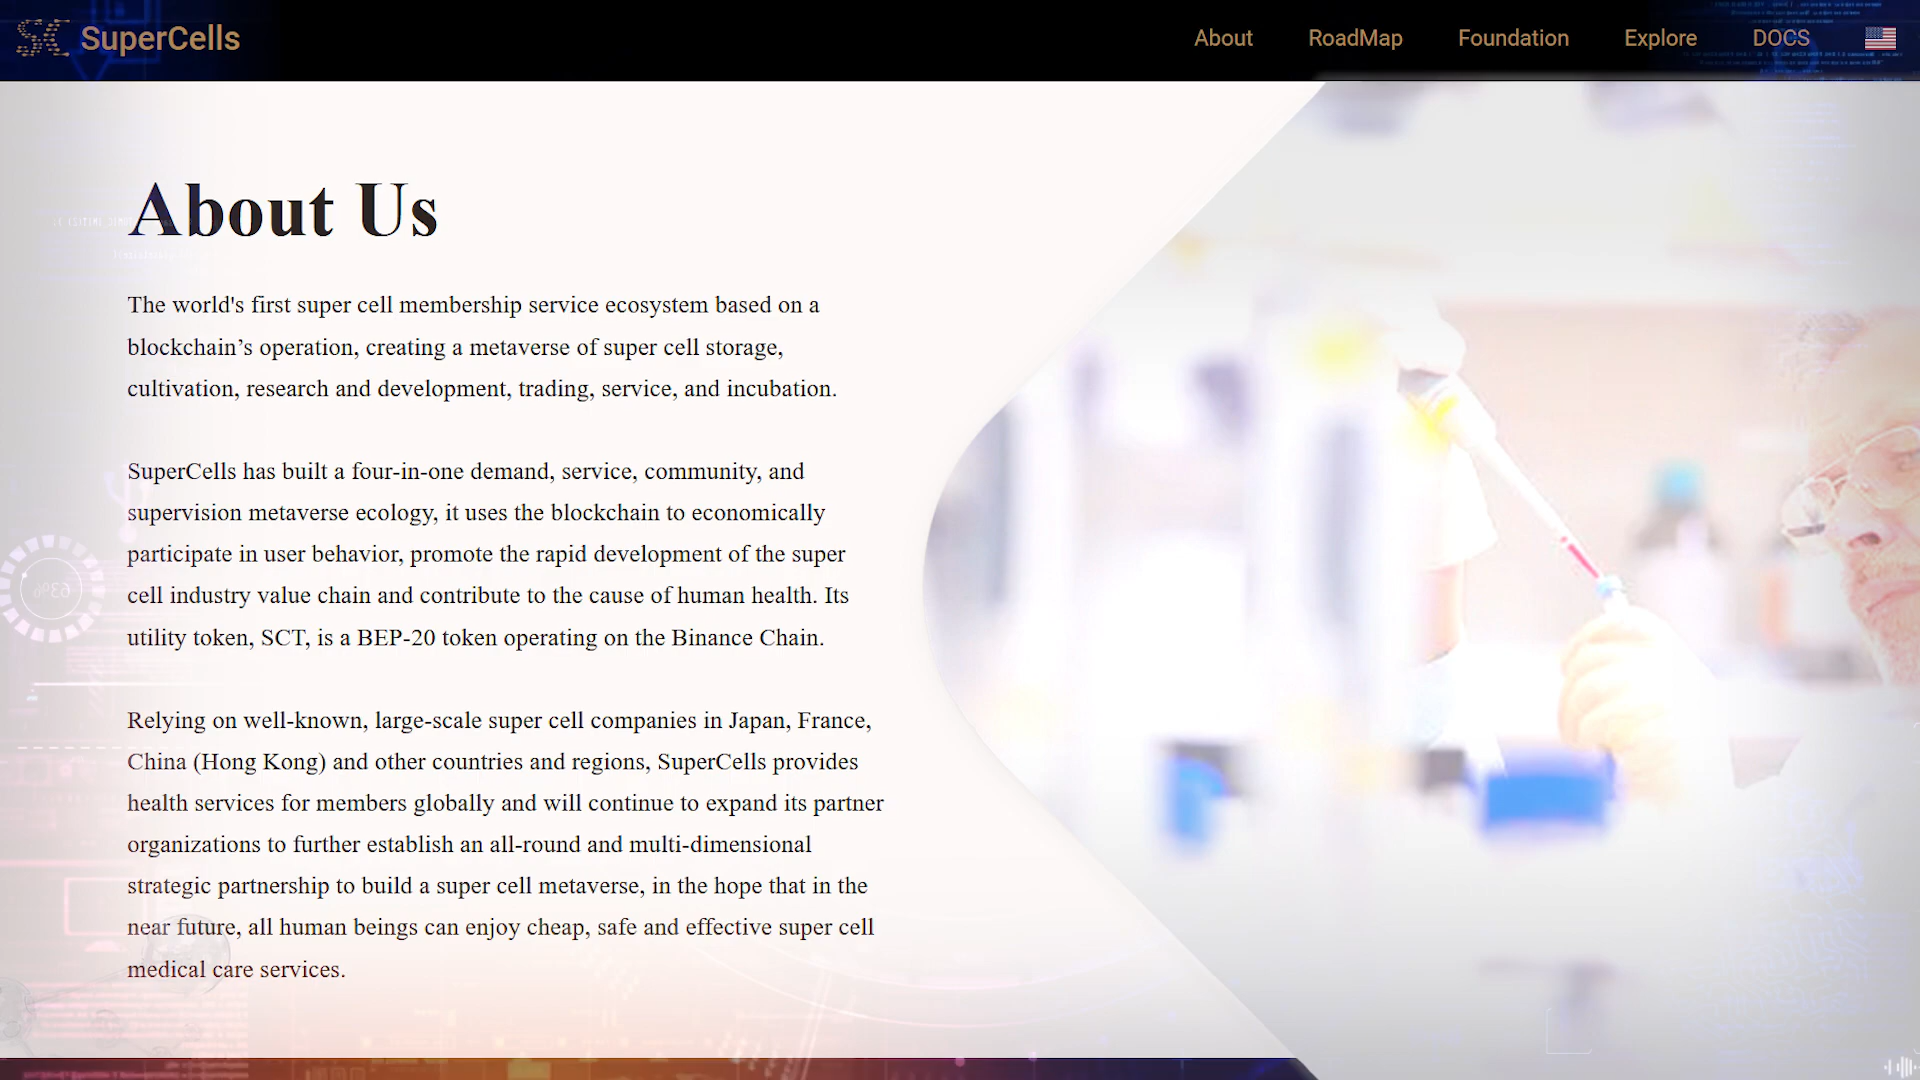 SC SuperCells
About
RoadMap
Foundation
Explore
DOCS
About Us
The world's first super cell membership service ecosystem based on a
blockchain’s operation, creating a metaverse of super cell storage,
cultivation, research and development, trading, service, and incubation.
SuperCells has built a four-in-one demand, service, community, and
supervision metaverse ecology, it uses the blockchain to economically
participate in user behavior, promote the rapid development of the super
cell industry value chain and contribute to the cause of human health. Its
utility token, SCT, is a BEP-20 token operating on the Binance Chain.
Relying on well-known, large-scale super cell companies in Japan, France,
China (Hong Kong) and other countries and regions, SuperCells provides
health services for members globally and will continue to expand its partner
organizations to further establish an all-round and multi-dimensional
strategic partnership to build a super cell metaverse, in the hope that in the
near future, all human beings can enjoy cheap, safe and effective super cell
medical care services.